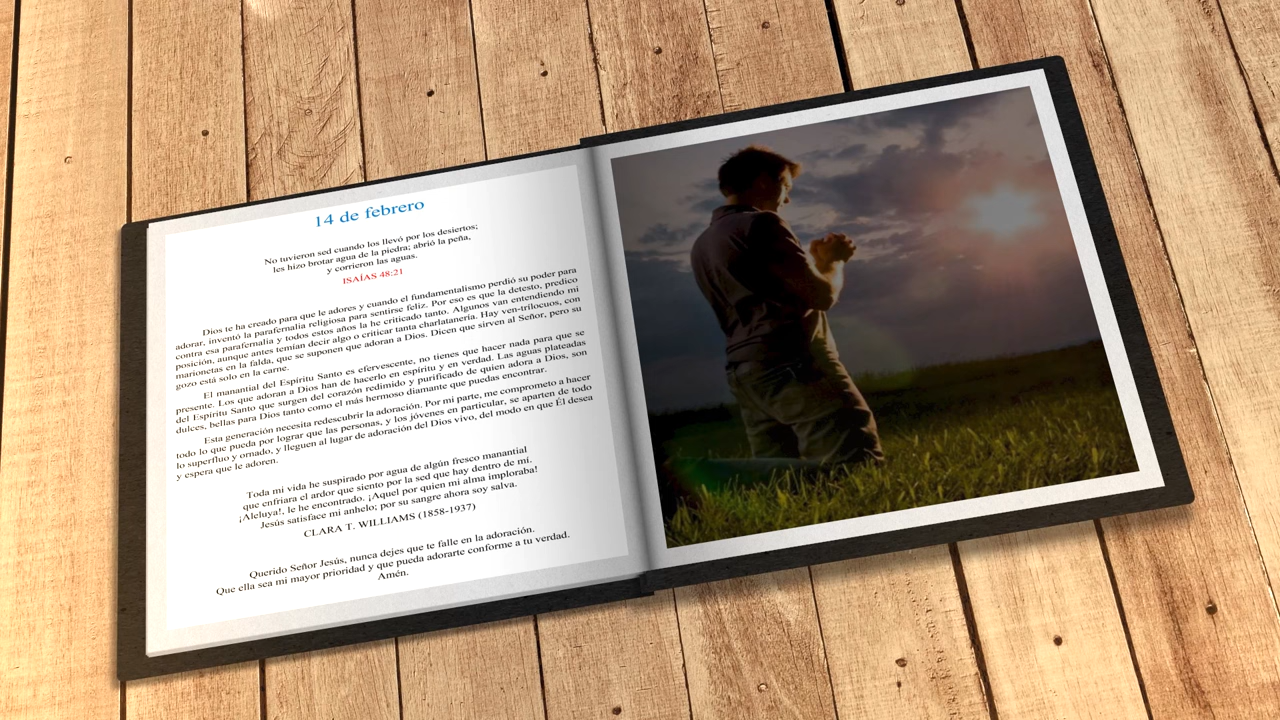 14 de febrero
No tuvieron sed cuando los llevó por los desiertos;
les hizo brotar agua de la piedra; abrió la peña,
y corrieron las aguas.
ISAÍAS 48:21
Dios te ha creado para que le adores y cuando el fundamentalismo perdió su poder para
adorar, inventó la parafernalia religiosa para sentirse feliz. Por eso es que la detesto, predico
contra esa parafernalia y todos estos años la he criticado tanto. Algunos van entendiendo mi
posición, aunque antes temían decir algo o criticar tanta charlatanería. Hay ven-trílocuos, con
marionetas en la falda, que se suponen que adoran a Dios. Dicen que sirven al Señor, pero su
gozo está solo en la carne.
El manantial del Espíritu Santo es efervescente, no tienes que hacer nada para que se
presente. Los que adoran a Dios han de hacerlo en espíritu y en verdad. Las aguas plateadas
del Espíritu Santo que surgen del corazón redimido y purificado de quien adora a Dios, son
dulces, bellas para Dios tanto como el más hermoso diamante que puedas encontrar.
Esta generación necesita redescubrir la adoración. Por mi parte, me comprometo a hacer
todo lo que pueda por lograr que las personas, y los jóvenes en particular, se aparten de todo
lo superfluo y ornado, y lleguen al lugar de adoración del Dios vivo, del modo en que Él desea
y espera que le adoren.
Toda mi vida he suspirado por agua de algún fresco manantial
que enfriara el ardor que siento por la sed que hay dentro de mi.
¡Aleluya!, le he encontrado. ¡Aquel por quien mi alma imploraba!
Jesús satisface mi anhelo; por su sangre ahora soy salva.
CLARA T. WILLIAMS (1858-1937)
Querido Señor Jesús, nunca dejes que te falle en la adoración.
Que ella sea mi mayor prioridad y que pueda adorarte conforme a tu verdad.
Amén.